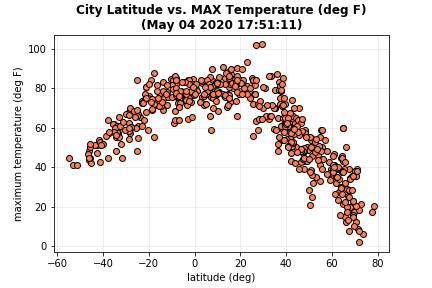 City Latitude vs. MAX Temperature (deg F)
(May 04 2020 17:51:11)
maximum temperature (deg F)
100
80
60
40
20
0
−60 −40 −20 0 20 40 60 80
latitude (deg)